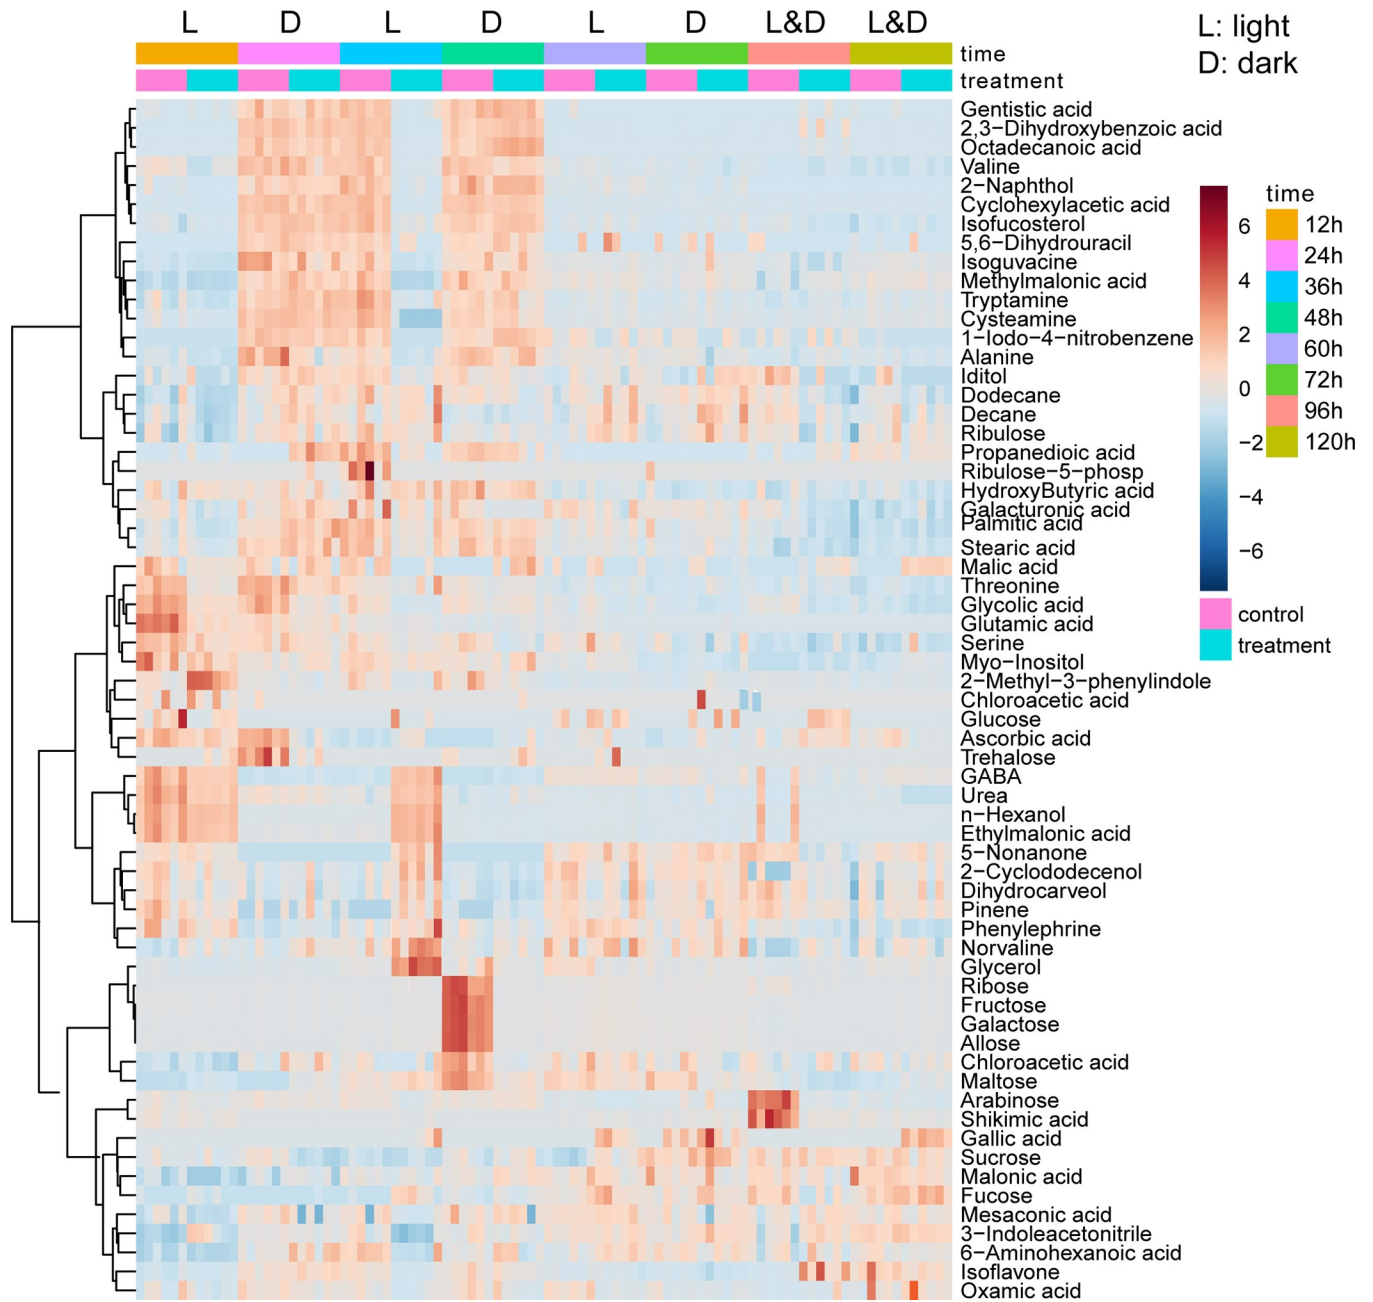 L D L D L D L&D L&D
L: light
D: dark
time
treatment
Gentistic acid
2,3−Dihydroxybenzoic acid
Octadecanoic acid
Valine
2−Naphthol
Cyclohexylacetic acid
Isofucosterol
5,6−Dihydrouracil
Isoguvacine
Methylmalonic acid
Tryptamine
Cysteamine
1−Iodo−4−nitrobenzene
Alanine
Iditol
Dodecane
Decane
Ribulose
Propanedioic acid
Ribulose−5−phosp
HydroxyButyric acid
Galacturonic acid
Palmitic acid
Stearic acid
Malic acid
Threonine
Glycolic acid
Glutamic acid
Serine
Myo−Inositol
2−Methyl−3−phenylindole
Chloroacetic acid
Glucose
Ascorbic acid
Trehalose
GABA
Urea
n−Hexanol
Ethylmalonic acid
5−Nonanone
2−Cyclododecenol
Dihydrocarveol
Pinene
Phenylephrine
Norvaline
Glycerol
Ribose
Fructose
Galactose
Allose
Chloroacetic acid
Maltose
Arabinose
Shikimic acid
Gallic acid
Sucrose
Malonic acid
Fucose
Mesaconic acid
3−Indoleacetonitrile
6−Aminohexanoic acid
Isoflavone
Oxamic acid
6
4
2
0
−2
−4
−6
time
12h
24h
36h
48h
60h
72h
96h
120h
control
treatment